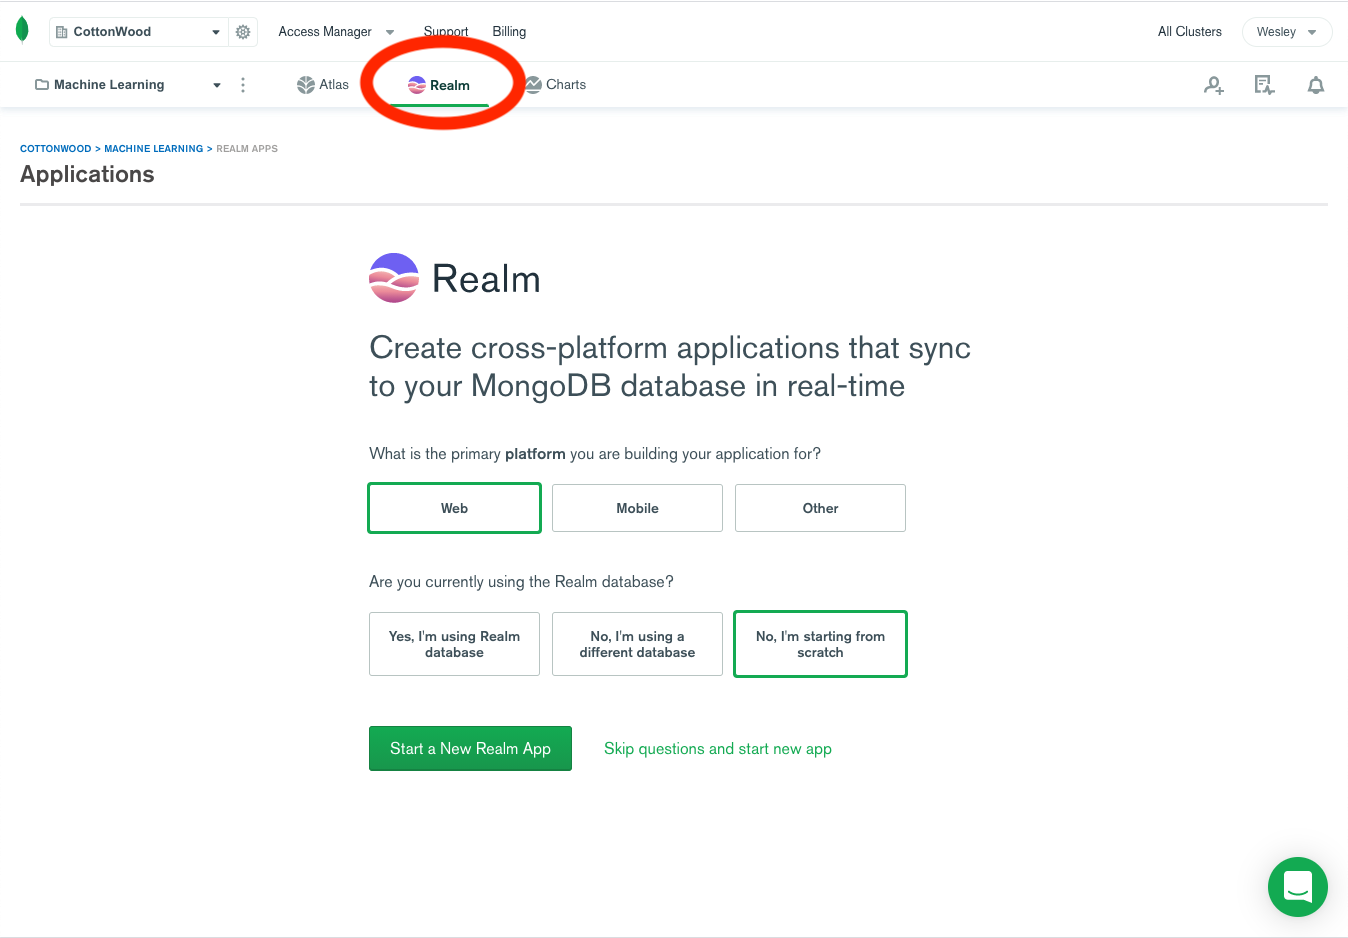 CottonWood
Access Manager
Support
Billing
All Clusters
Wesley
Machine Learning
Atlas
Realm
Charts
COTTONWOOD > MACHINE LEARNING > REALM APPS
Applications
Realm
Create cross-platform applications that sync
to your MongoDB database in real-time
What is the primary platform you are building your application for?
Web
Mobile
Other
Are you currently using the Realm database?
Yes, I'm using Realm
database
No, I'm using a
different database
No, I'm starting from
scratch
Start a New Realm App
Skip questions and start new app